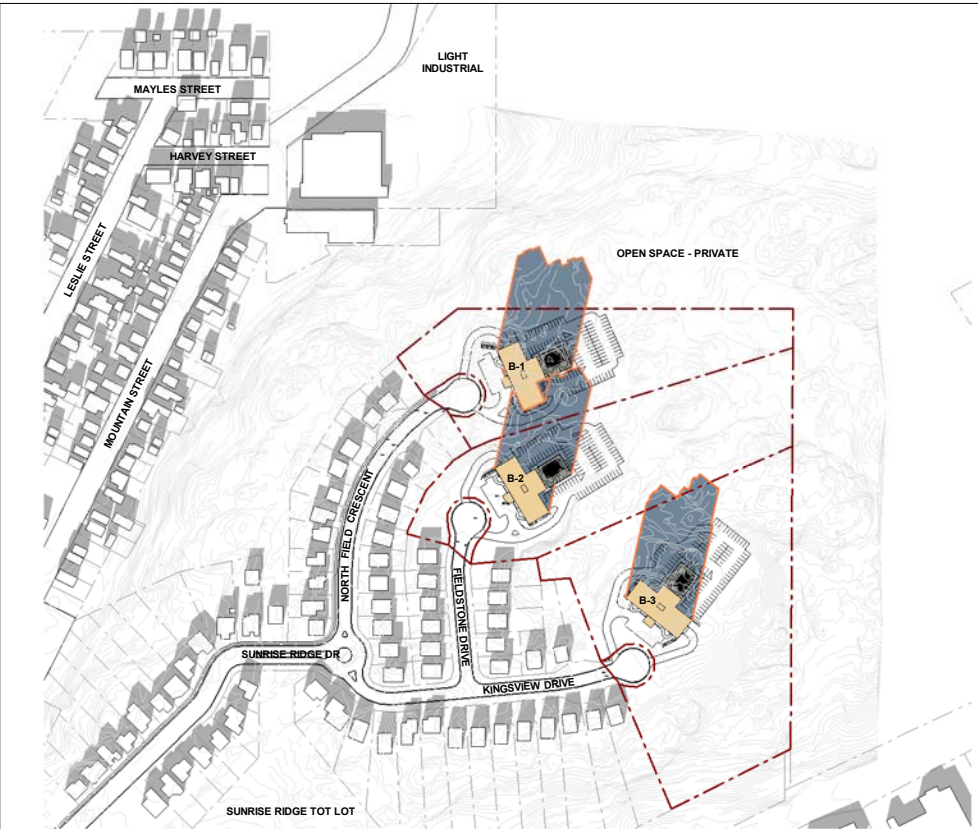 LIGHT
INDUSTRIAL
MAYLES STREET
HARVEY STREET
LESLIE STREET
OPEN SPACE - PRIVATE
B-1
MOUNTAIN STREET
B-2
NORTH FIELD CRESCENT
FIELDSTONE DRIVE
B-3
SUNRISE RIDGE DR
KINGSVIEW DRIVE
SUNRISE RIDGE TOT LOT